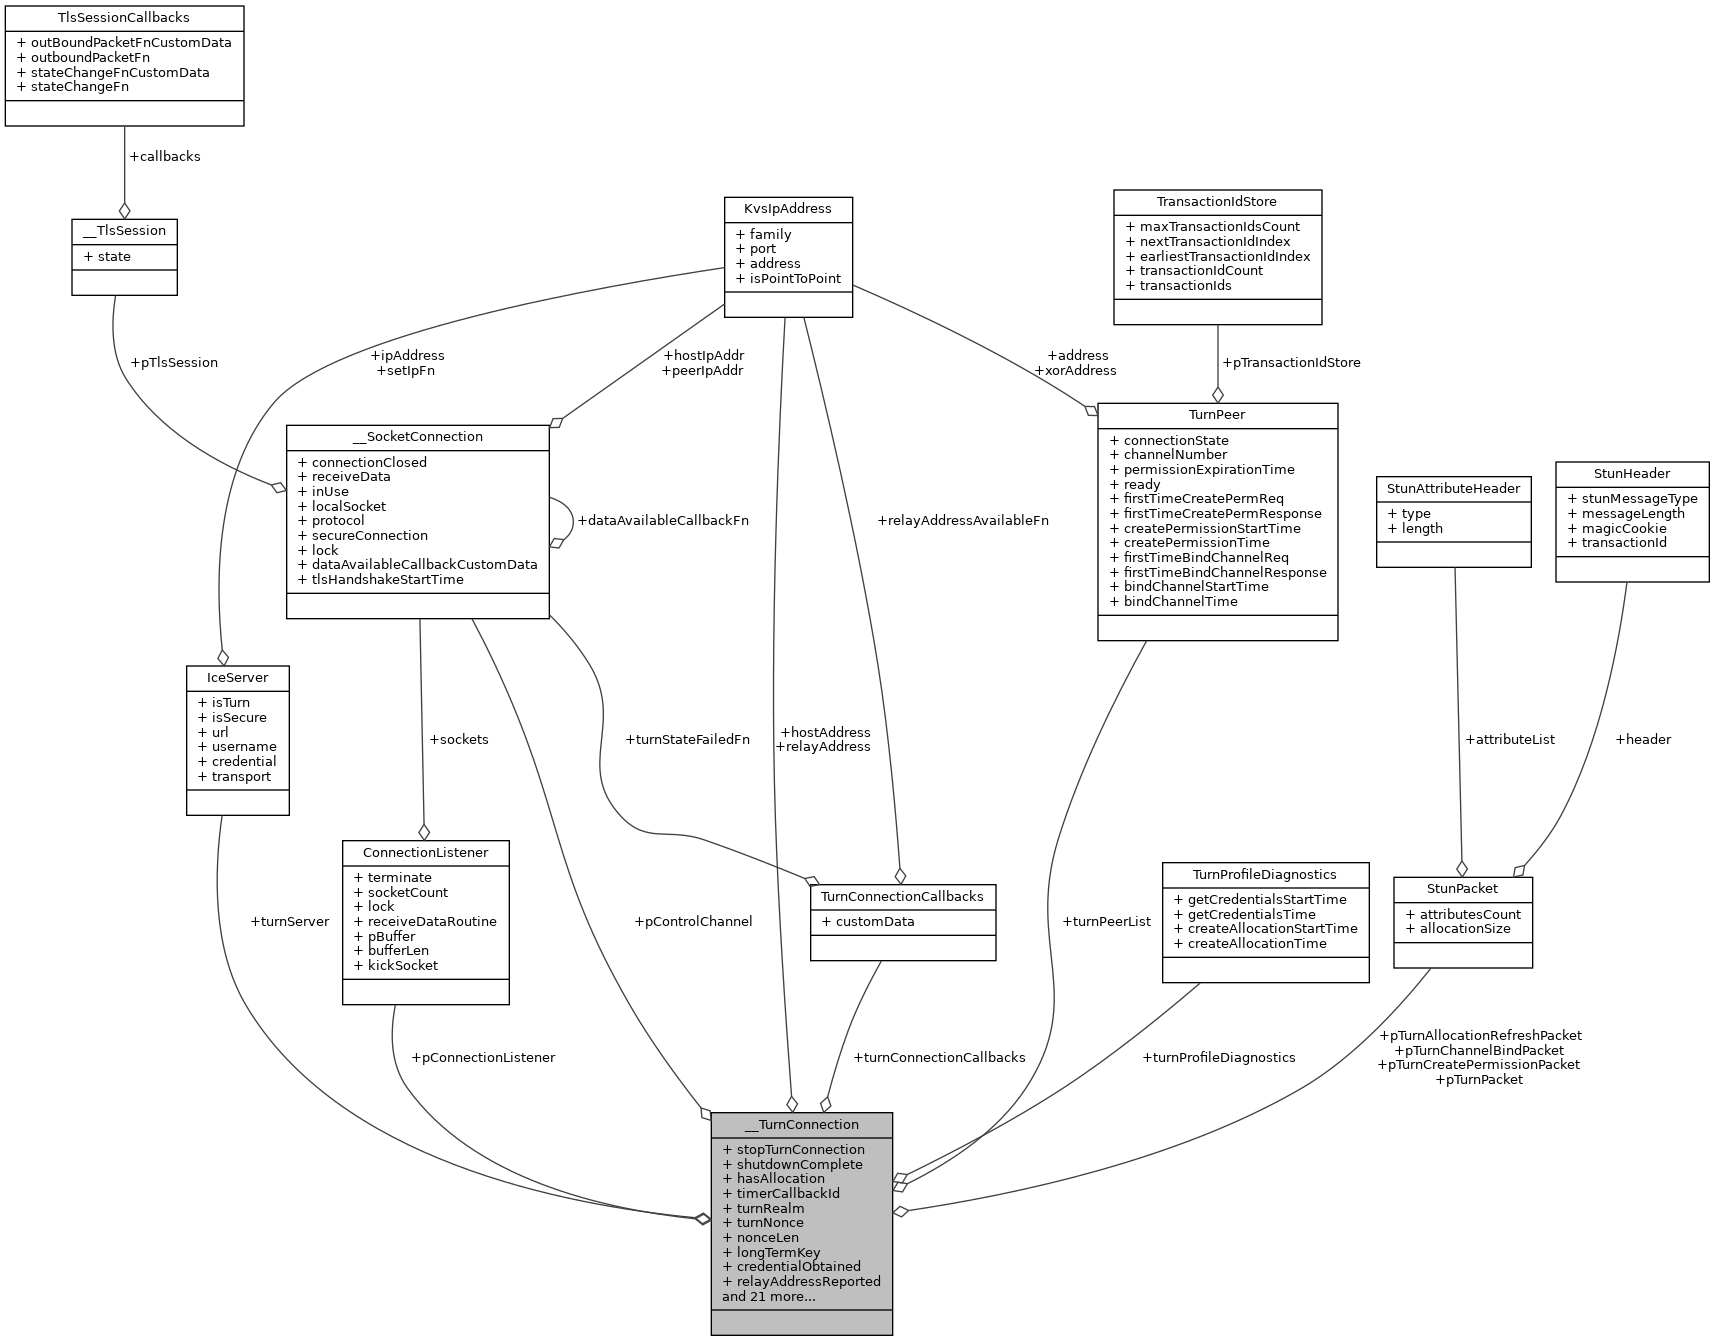 TlsSessionCallbacks
+ outBoundPacketFnCustomData
+ outboundPacketFn
+ stateChangeFnCustomData
+ stateChangeFn
+callbacks
__TlsSession
+ state
+pTlsSession
KvsIpAddress
+ family
+ port
+ address
+ isPointToPoint
TransactionIdStore
+ maxTransactionIdsCount
+ nextTransactionIdIndex
+ earliestTransactionIdIndex
+ transactionIdCount
+ transactionIds
+ipAddress
+setIpFn
+hostIpAddr
+peerIpAddr
+address
+xorAddress
+pTransactionIdStore
__SocketConnection
+ connectionClosed
+ receiveData
+ inUse
+ localSocket
+ protocol
+ secureConnection
+ lock
+ dataAvailableCallbackCustomData
+ tlsHandshakeStartTime
+dataAvailableCallbackFn
+relayAddressAvailableFn
TurnPeer
+ connectionState
+ channelNumber
+ permissionExpirationTime
+ ready
+ firstTimeCreatePermReq
+ firstTimeCreatePermResponse
+ createPermissionStartTime
+ createPermissionTime
+ firstTimeBindChannelReq
+ firstTimeBindChannelResponse
+ bindChannelStartTime
+ bindChannelTime
StunAttributeHeader
+ type
+ length
StunHeader
+ stunMessageType
+ messageLength
+ magicCookie
+ transactionId
IceServer
+ isTurn
+ isSecure
+ url
+ username
+ credential
+ transport
+sockets
+turnStateFailedFn
+hostAddress
+relayAddress
+attributeList
+header
ConnectionListener
+ terminate
+ socketCount
+ lock
+ receiveDataRoutine
+ pBuffer
+ bufferLen
+ kickSocket
TurnConnectionCallbacks
+ customData
TurnProfileDiagnostics
+ getCredentialsStartTime
+ getCredentialsTime
+ createAllocationStartTime
+ createAllocationTime
StunPacket
+ attributesCount
+ allocationSize
+turnServer
+pControlChannel
+turnPeerList
+pConnectionListener
+turnConnectionCallbacks
+turnProfileDiagnostics
+pTurnAllocationRefreshPacket
+pTurnChannelBindPacket
+pTurnCreatePermissionPacket
+pTurnPacket
__TurnConnection
+ stopTurnConnection
+ shutdownComplete
+ hasAllocation
+ timerCallbackId
+ turnRealm
+ turnNonce
+ nonceLen
+ longTermKey
+ credentialObtained
+ relayAddressReported
and 21 more...